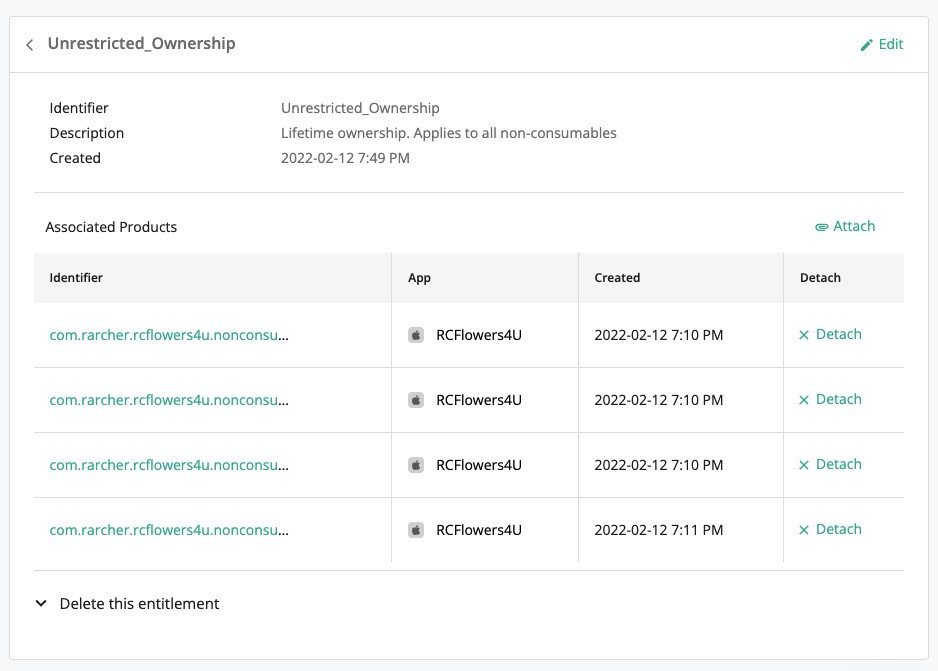 Unrestricted_Ownership Edit
Identifier Unrestricted_Ownership
Description Lifetime ownership. Applies to all non-consumables
Created 2022-02-12 7:49 PM
Associated Products Attach
Identifier App Created Detach
com.rarcher.rcflowers4u.nonconsu... RCFlowers4U 2022-02-12 7:10 PM Detach
com.rarcher.rcflowers4u.nonconsu... RCFlowers4U 2022-02-12 7:10 PM Detach
com.rarcher.rcflowers4u.nonconsu... RCFlowers4U 2022-02-12 7:10 PM Detach
com.rarcher.rcflowers4u.nonconsu... RCFlowers4U 2022-02-12 7:11 PM Detach
Delete this entitlement